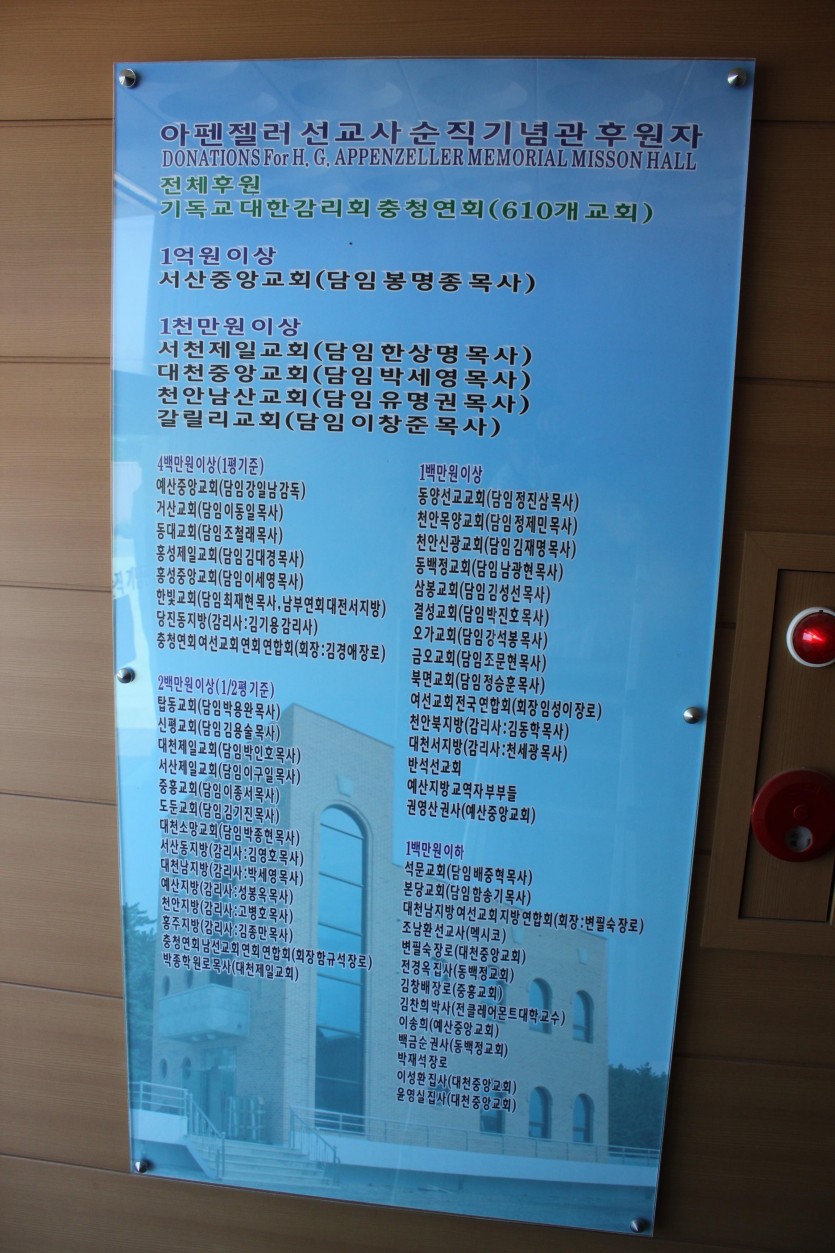 아펜젤러 선교사 순직기념관 후원자
DONATIONS For H. G. APPENZELLER MEMORIAL MISSON HALL
전체후원
기독교대한감리회 충청연회(610개 교회)
1억원 이상
서산중앙교회(담임 봉명종 목사)
1천만원 이상
서천제일교회(담임 한상명 목사)
대천중앙교회(담임 박세영 목사)
천안남산교회(담임 유명권 목사)
갈릴리교회(담임 이창준 목사)
4백만원 이상(1평기준)
예산중앙교회(담임 강일남 감독)
거산교회(담임 이동일 목사)
동대교회(담임 조철래 목사)
홍성제일교회(담임 김대경 목사)
홍성중앙교회(담임 이세영 목사)
한빛교회(담임 최재현 목사, 남부연회 대전서지방)
당진동지방(감리사:김기용 감리사)
충청연회 여선교회 연회 연합회(회장:김경애 장로)
2백만원 이상(1/2평기준)
탑동교회(담임 박용완 목사)
신평교회(담임 김용술 목사)
대천제일교회(담임 박인호 목사)
서산제일교회(담임 이구일 목사)
중흥교회(담임 이종서 목사)
도둔교회(담임 김기진 목사)
대천소망교회(담임 박종현 목사)
서산동지방(감리사:김영호 목사)
대천남지방(감리사:박세영 목사)
예산지방(감리사:성봉옥 목사)
천안지방(감리사:고병호 목사)
홍주지방(감리사:김종만 목사)
충청연회 남선교회 연회 연합회(회장 함규석 장로)
박종학 원로목사(대천제일교회)
1백만원 이상
동양선교교회(담임 정진삼 목사)
천안목양교회(담임 정제민 목사)
천안신광교회(담임 김재명 목사)
동백정교회(담임 남광현 목사)
삼봉교회(담임 김성선 목사)
결성교회(담임 박진호 목사)
오가교회(담임 강석봉 목사)
금오교회(담임 조문현 목사)
북면교회(담임 정승훈 목사)
여선교회 전국연합회(회장 임성이 장로)
천안북지방(감리사:김동학 목사)
대천서지방(감리사:천세광 목사)
반석선교회
예산지방 교역자부부들
권영산 권사(예산중앙교회)
1백만원 이하
석문교회(담임 배중혁 목사)
본당교회(담임 함송기 목사)
대천남지방 여선교회 지방 연합회(회장:변필숙 장로)
조남환 선교사(멕시코)
변필숙 장로(대천중앙교회)
전경옥 집사(동백정교회)
김창배 장로(중흥교회)
김찬희 박사(전 클레어몬트 대학교수)
이송희(예산중앙교회)
백금순 권사(동백정교회)
박재석 장로
이성환 집사(대천중앙교회)
윤영실 집사(대천중앙교회)